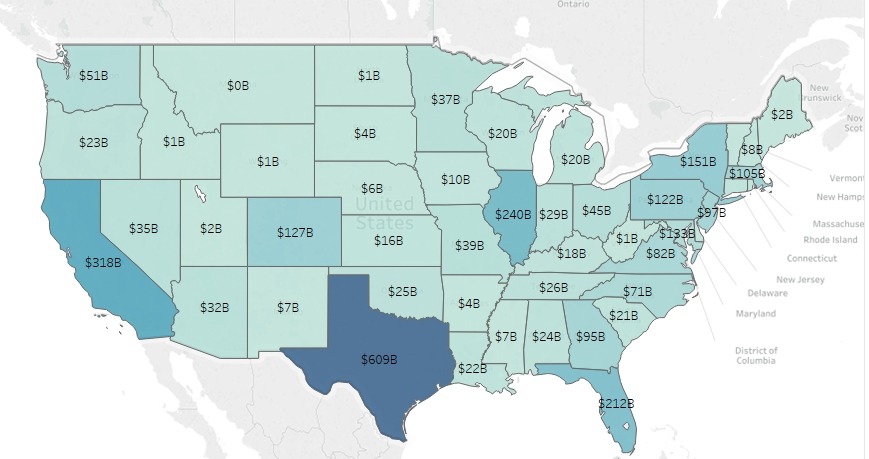 Ontario
$51B
$0B
$1B
$37B
New
Brunswick
$2B
Nov
Scot
$23B
$1B
$4B
$20B
$20B
$151B
$8B
$1B
$6B
$10B
$105B
Vermont
New Hamps
United
States
$35B
$2B
$127B
$16B
$240B
$29B
$45B
$122B
$97B
Massachuse
Rhode Island
$318B
$39B
$18B
$1B
$133B
$82B
Connecticut
New Jersey
$32B
$7B
$25B
$4B
$26B
$71B
Delaware
Maryland
$21B
$609B
$22B
$7B
$24B
$95B
District of
Columbia
$212B